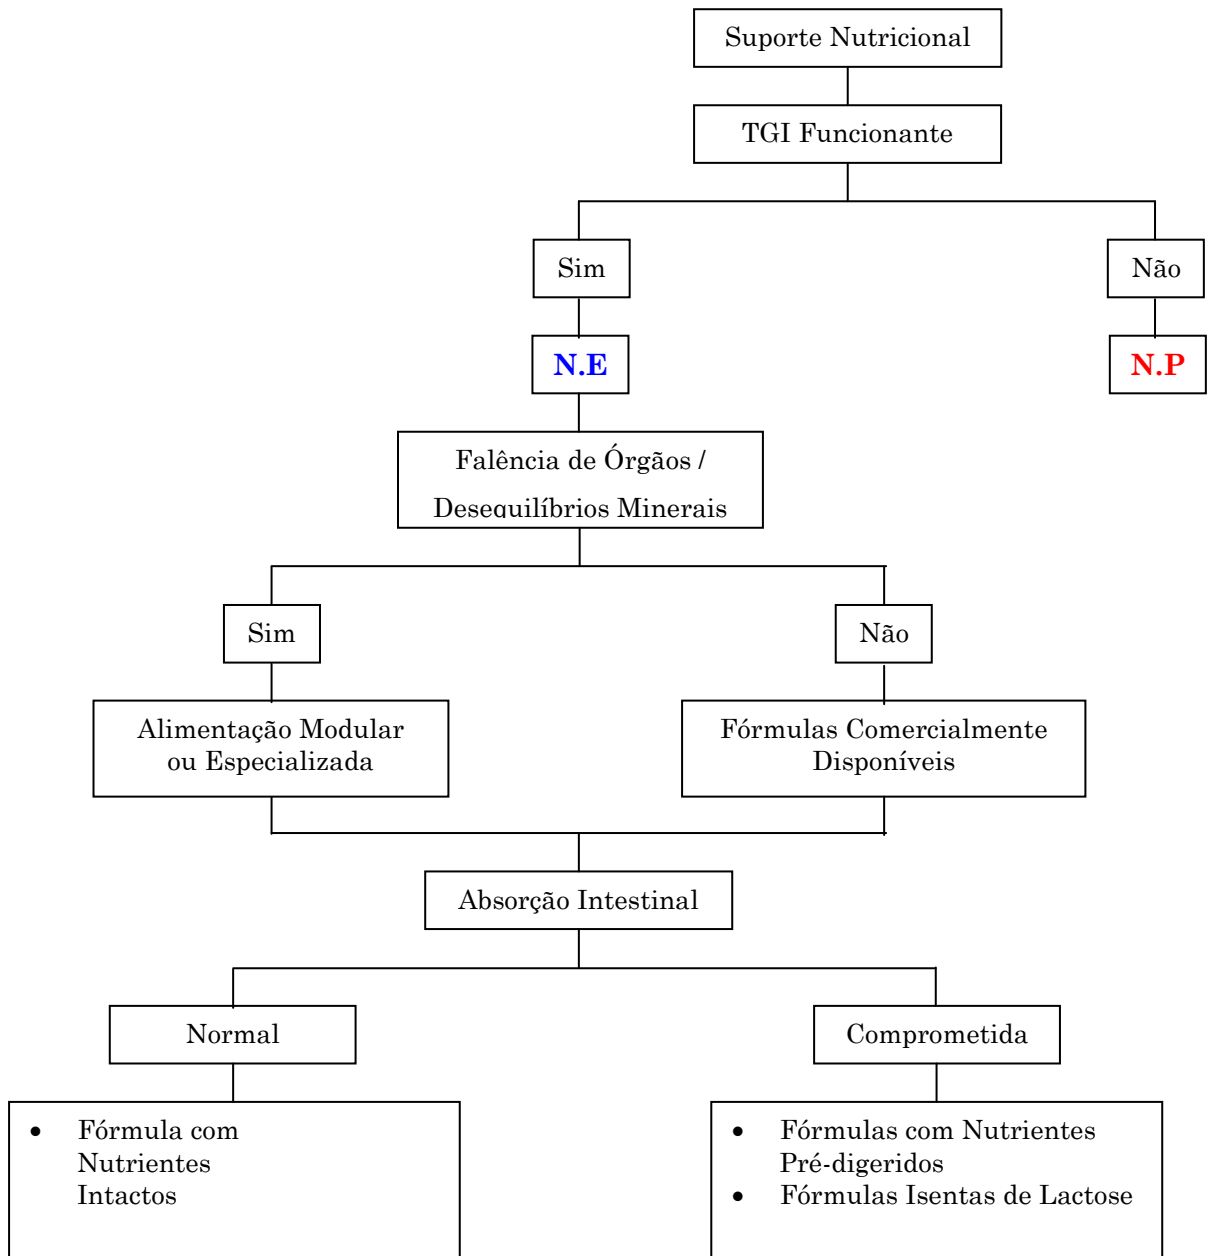 Suporte Nutricional
TGI Funcionante
Sim
Não
N.E
N.P
Falência de Órgãos /
Desequilíbrios Minerais
Sim
Não
Alimentação Modular
ou Especializada
Fórmulas Comercialmente
Disponíveis
Absorção Intestinal
Normal
Comprometida
• Fórmula com
Nutrientes
Intactos
• Fórmulas com Nutrientes
Pré-digeridos
• Fórmulas Isentas de Lactose